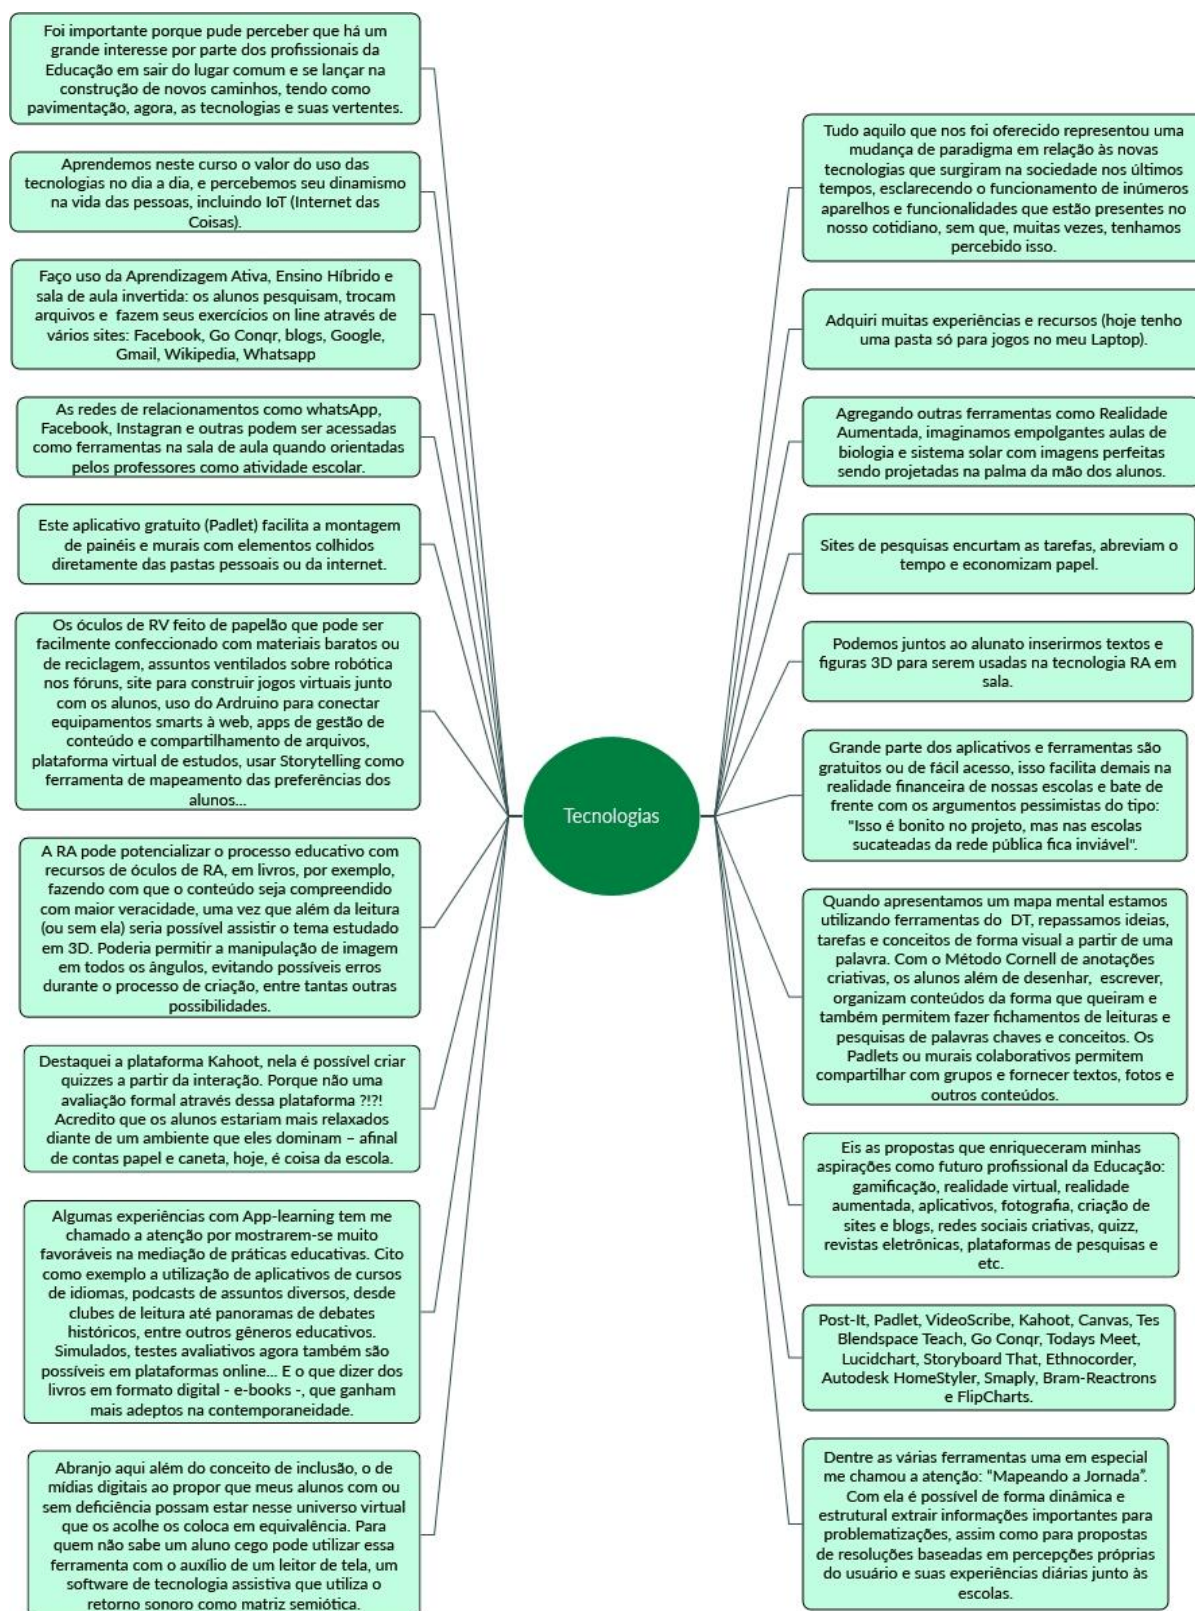 Foi importante porque pude perceber que há um
grande interesse por parte dos profissionais da
Educação em sair do lugar comum e se lançar na
construção de novos caminhos, tendo como
pavimentação, agora, as tecnologias e suas vertentes.
Aprendemos neste curso o valor do uso das
tecnologias no dia a dia, e percebemos seu dinamismo
na vida das pessoas, incluindo IoT (Internet das
Coisas).
Faço uso da Aprendizagem Ativa, Ensino Híbrido e
sala de aula invertida: os alunos pesquisam, trocam
arquivos e fazem seus exercícios on line através de
vários sites: Facebook, Go Conqr, blogs, Google,
Gmail, Wikipedia, Whatsapp
As redes de relacionamentos como whatsApp,
Facebook, Instagran e outras podem ser acessadas
como ferramentas na sala de aula quando orientadas
pelos professores como atividade escolar.
Este aplicativo gratuito (Padlet) facilita a montagem
de painéis e murais com elementos colhidos
diretamente das pastas pessoais ou da internet.
Os óculos de RV feito de papelão que pode ser
facilmente confeccionado com materiais baratos ou
de reciclagem, assuntos ventilados sobre robótica
nos fóruns, site para construir jogos virtuais junto
com os alunos, uso do Ardruino para conectar
equipamentos smarts à web, apps de gestão de
conteúdo e compartilhamento de arquivos,
plataforma virtual de estudos, usar Storytelling como
ferramenta de mapeamento das preferências dos
alunos...
A RA pode potencializar o processo educativo com
recursos de óculos de RA, em livros, por exemplo,
fazendo com que o conteúdo seja compreendido
com maior veracidade, uma vez que além da leitura
(ou sem ela) seria possível assistir o tema estudado
em 3D. Poderia permitir a manipulação de imagem
em todos os ângulos, evitando possíveis erros
durante o processo de criação, entre tantas outras
possibilidades.
Destaquei a plataforma Kahoot, nela é possível criar
quizzes a partir da interação. Porque não uma
avaliação formal através dessa plataforma ?!?!
Acredito que os alunos estariam mais relaxados
diante de um ambiente que eles dominam – afinal
de contas papel e caneta, hoje, é coisa da escola.
Algumas experiências com App-learning tem me
chamado a atenção por mostrarem-se muito
favoráveis na mediação de práticas educativas. Cito
como exemplo a utilização de aplicativos de cursos
de idiomas, podcasts de assuntos diversos, desde
clubes de leitura até panoramas de debates
históricos, entre outros gêneros educativos.
Simulados, testes avaliativos agora também são
possíveis em plataformas online... E o que dizer dos
livros em formato digital - e-books -, que ganham
mais adeptos na contemporaneidade.
Abranjo aqui além do conceito de inclusão, o de
mídias digitais ao propor que meus alunos com ou
sem deficiência possam estar nesse universo virtual
que os acolhe os coloca em equivalência. Para
quem não sabe um aluno cego pode utilizar essa
ferramenta com o auxílio de um leitor de tela, um
software de tecnologia assistiva que utiliza o
retorno sonoro como matriz semiótica.
Tecnologias
Tudo aquilo que nos foi oferecido representou uma
mudança de paradigma em relação às novas
tecnologias que surgiram na sociedade nos últimos
tempos, esclarecendo o funcionamento de inúmeros
aparelhos e funcionalidades que estão presentes no
nosso cotidiano, sem que, muitas vezes, tenhamos
percebido isso.
Adquiri muitas experiências e recursos (hoje tenho
uma pasta só para jogos no meu Laptop).
Agregando outras ferramentas como Realidade
Aumentada, imaginamos empolgantes aulas de
biologia e sistema solar com imagens perfeitas
sendo projetadas na palma da mão dos alunos.
Sites de pesquisas encurtam as tarefas, abreviam o
tempo e economizam papel.
Podemos juntos ao alunato inserirmos textos e
figuras 3D para serem usadas na tecnologia RA em
sala.
Grande parte dos aplicativos e ferramentas são
gratuitos ou de fácil acesso, isso facilita demais na
realidade financeira de nossas escolas e bate de
frente com os argumentos pessimistas do tipo:
"Isso é bonito no projeto, mas nas escolas
sucateadas da rede pública fica inviável".
Quando apresentamos um mapa mental estamos
utilizando ferramentas do DT, repassamos ideias,
tarefas e conceitos de forma visual a partir de uma
palavra. Com o Método Cornell de anotações
criativas, os alunos além de desenhar, escrever,
organizam conteúdos da forma que queiram e
também permitem fazer fichamentos de leituras e
pesquisas de palavras chaves e conceitos. Os
Padlets ou murais colaborativos permitem
compartilhar com grupos e fornecer textos, fotos e
outros conteúdos.
Eis as propostas que enriqueceram minhas
aspirações como futuro profissional da Educação:
gamificação, realidade virtual, realidade
aumentada, aplicativos, fotografia, criação de
sites e blogs, redes sociais criativas, quizz,
revistas eletrônicas, plataformas de pesquisas e
etc.
Post-It, Padlet, VideoScribe, Kahoot, Canvas, Tes
Blendspace Teach, Go Conqr, Todays Meet,
Lucidchart, Storyboard That, Ethnocorder,
Autodesk HomeStyler, Smaply, Bram-Reactrons
e FlipCharts.
Dentre as várias ferramentas uma em especial
me chamou a atenção: “Mapeando a Jornada”.
Com ela é possível de forma dinâmica e
estrutural extrair informações importantes para
problematizações, assim como para propostas
de resoluções baseadas em percepções próprias
do usuário e suas experiências diárias junto às
escolas.